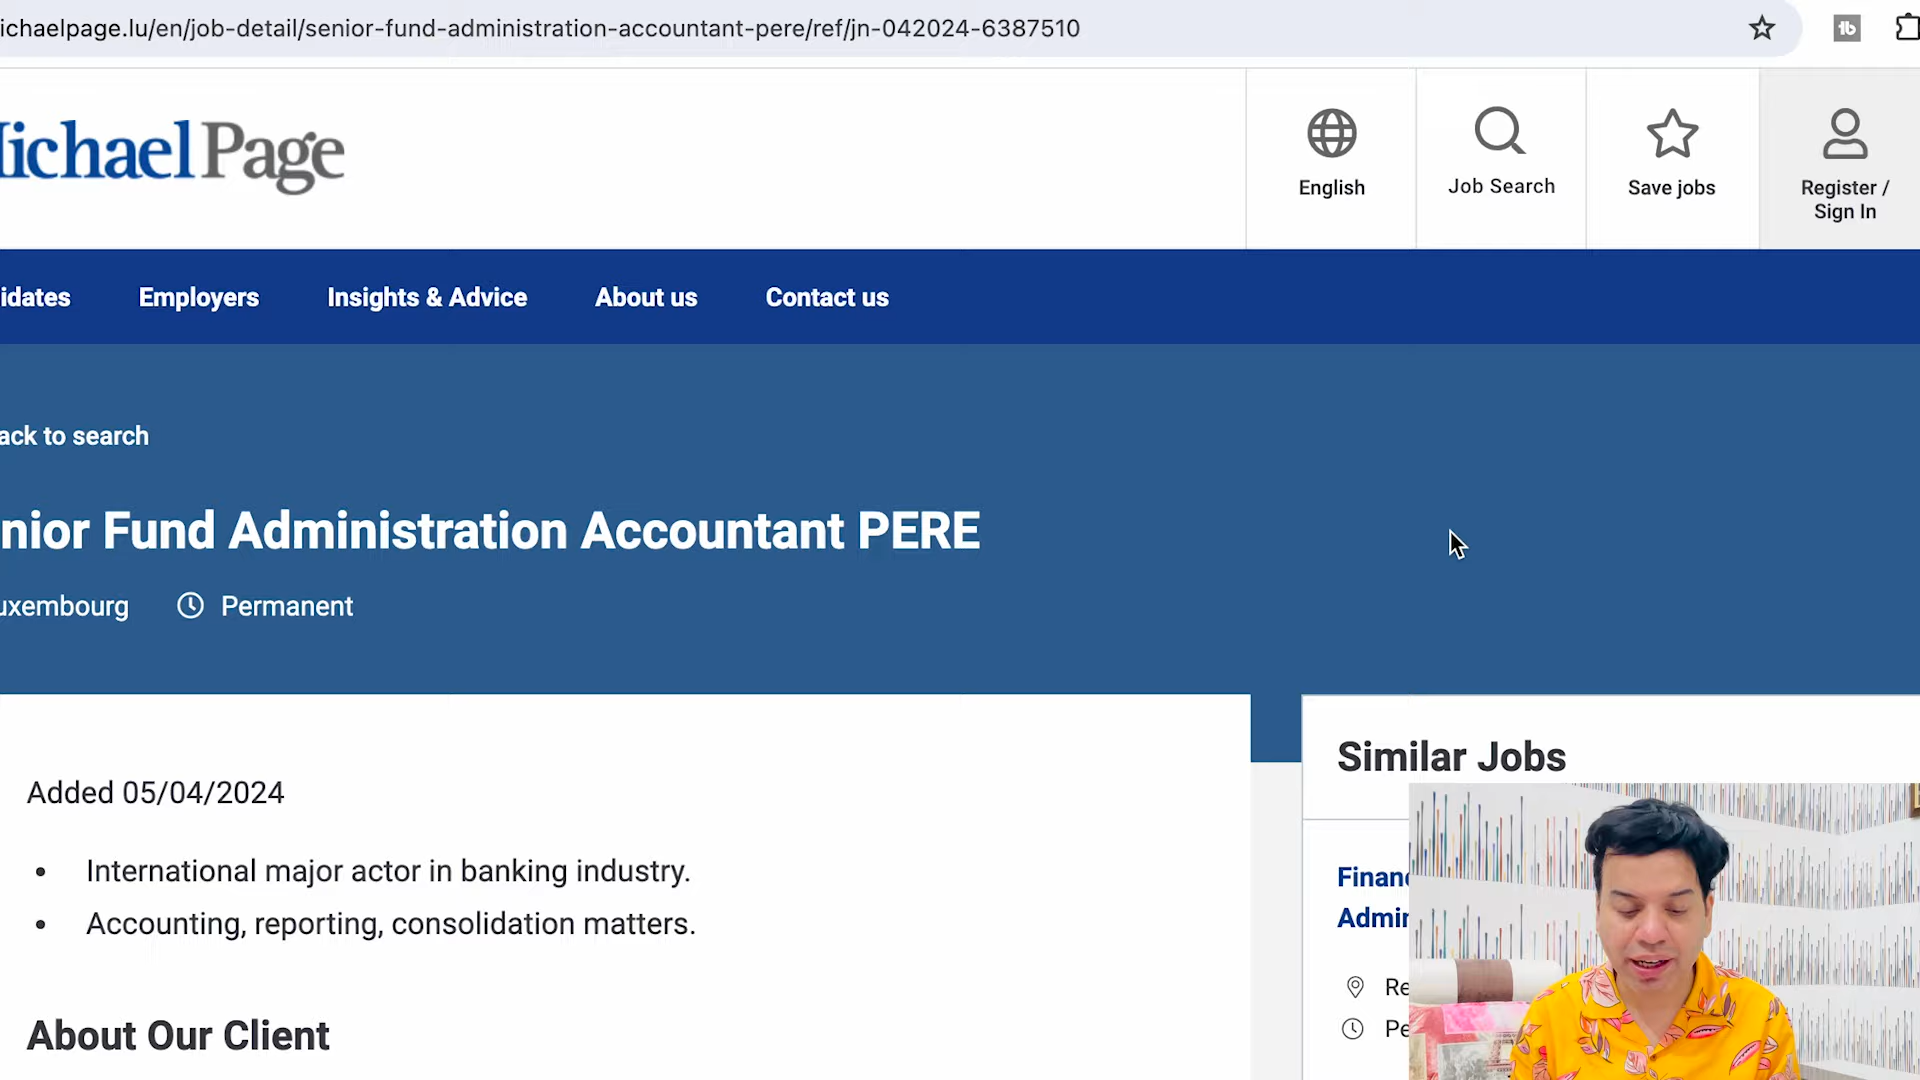 ichaelpage.lu/en/job-detail/senior-fund-administration-accountant-pere/ref/jn-042024-6387510
ichaelPage
English
Job Search
Save jobs
Register /
Sign In
idates
Employers
Insights & Advice
About us
Contact us
ack to search
nior Fund Administration Accountant PERE
uxembourg
Permanent
Added 05/04/2024
• International major actor in banking industry.
• Accounting, reporting, consolidation matters.
About Our Client
Similar Jobs
Financ
Admin
Re
Pe